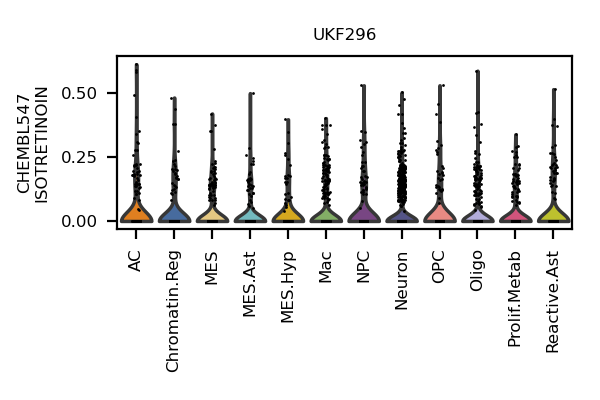 UKF296
CHEMBL547
ISOTRETINOIN
0.50
0.25
0.00
AC
Chromatin.Reg
MES
MES.Ast
MES.Hyp
Mac
NPC
Neuron
OPC
Oligo
Prolif.Metab
Reactive.Ast